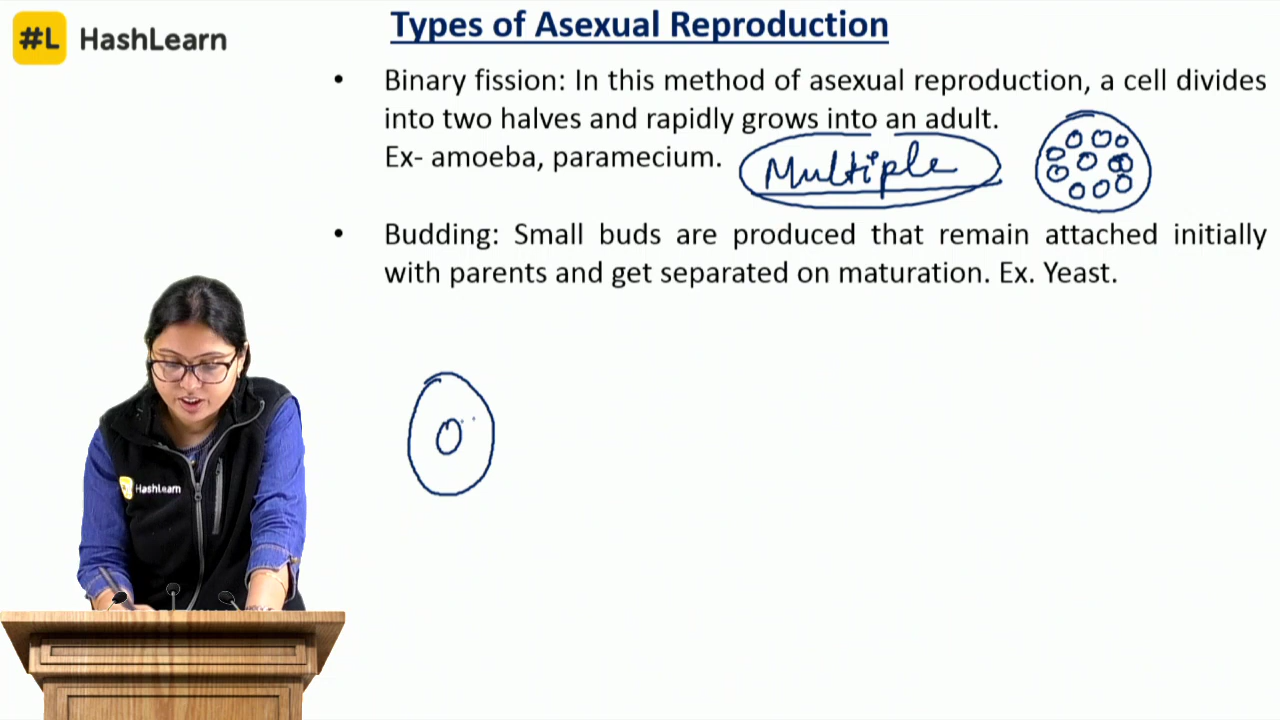 #L HashLearn
Types of Asexual Reproduction
• Binary fission: In this method of asexual reproduction, a cell divides
into two halves and rapidly grows into an adult.
Ex- amoeba, paramecium.
Multiple
• Budding: Small buds are produced that remain attached initially
with parents and get separated on maturation. Ex. Yeast.
HashLearn